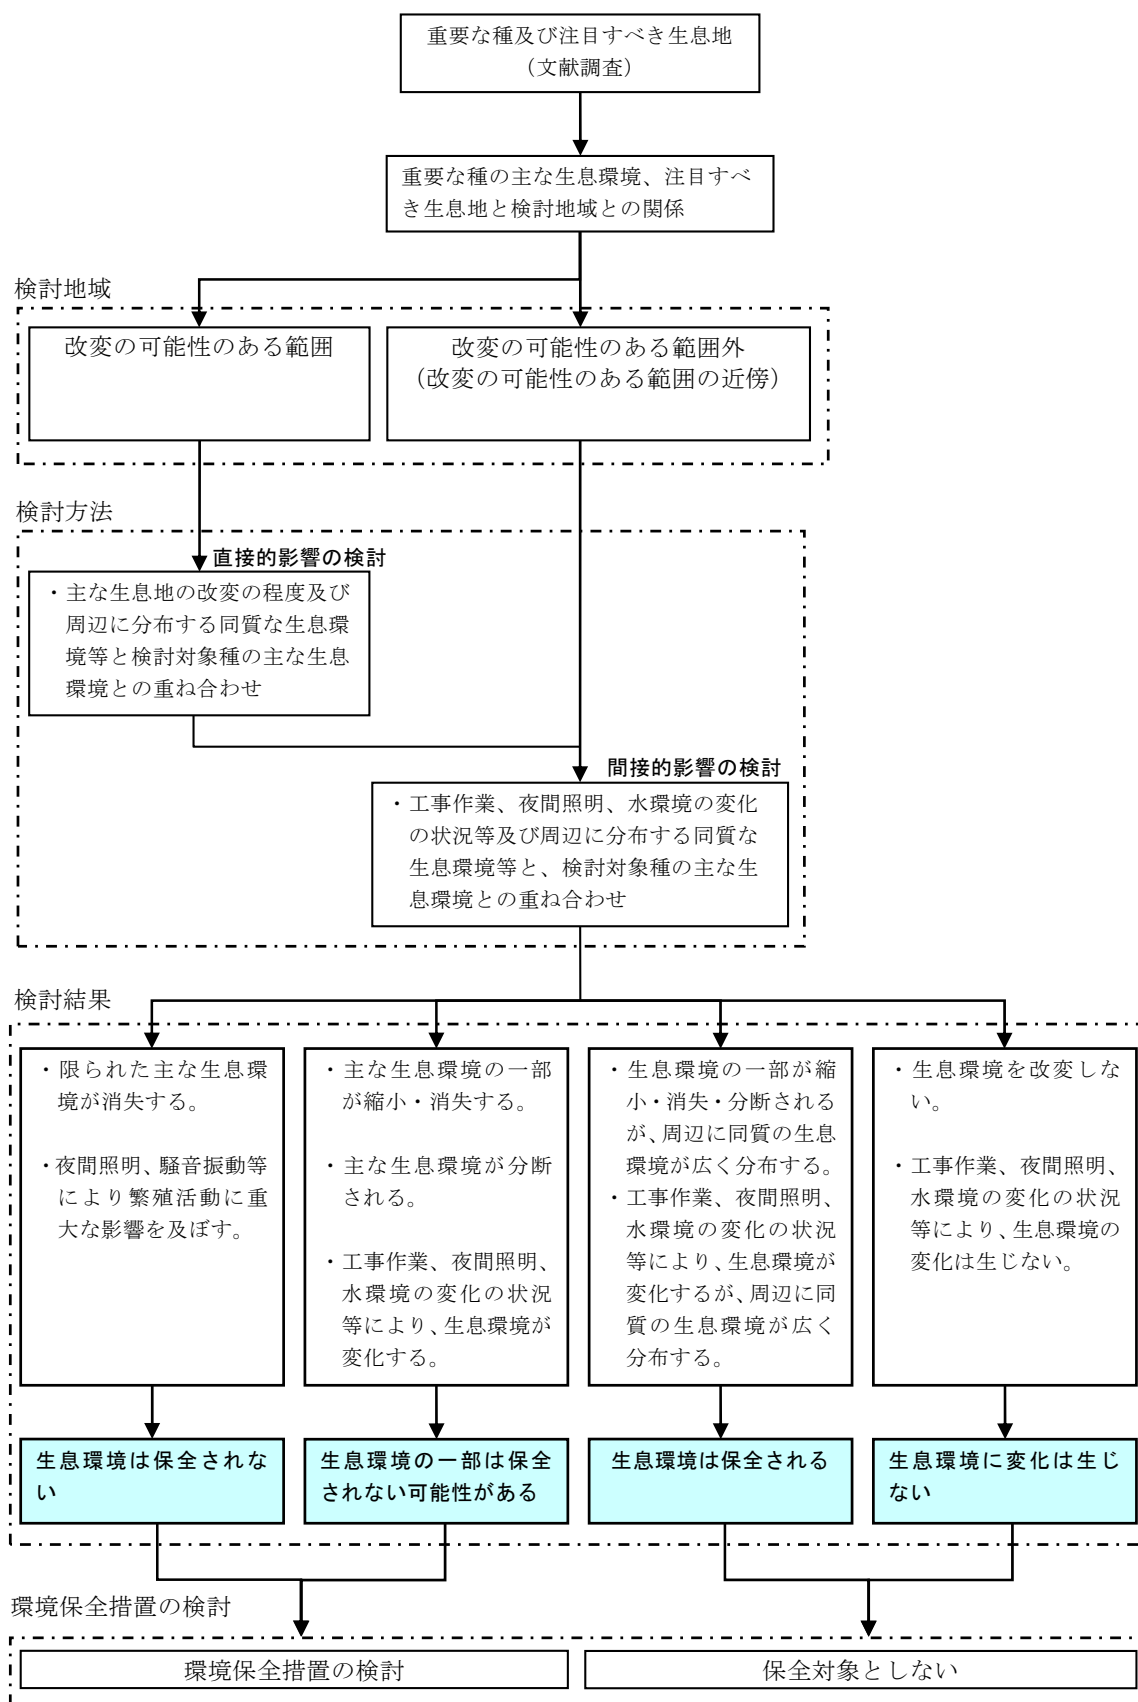 重要な種及び注目すべき生息地
（文献調査）
重要な種の主な生息環境、注目すべ
き生息地と検討地域との関係
検討地域
改変の可能性のある範囲
改変の可能性のある範囲外
（改変の可能性のある範囲の近傍）
検討方法
直接的影響の検討
・主な生息地の改変の程度及び
周辺に分布する同質な生息環
境等と検討対象種の主な生息
環境との重ね合わせ
間接的影響の検討
・工事作業、夜間照明、水環境の変化
の状況等及び周辺に分布する同質な
生息環境等と、検討対象種の主な生
息環境との重ね合わせ
検討結果
・限られた主な生息環
境が消失する。
・夜間照明、騒音振動等
により繁殖活動に重
大な影響を及ぼす。
・主な生息環境の一部
が縮小・消失する。
・主な生息環境が分断
される。
・工事作業、夜間照明、
水環境の変化の状況
等により、生息環境が
変化する。
・生息環境の一部が縮
小・消失・分断される
が、周辺に同質の生息
環境が広く分布する。
・工事作業、夜間照明、
水環境の変化の状況
等により、生息環境が
変化するが、周辺に同
質の生息環境が広く
分布する。
・生息環境を改変しな
い。
・工事作業、夜間照明、
水環境の変化の状況
等により、生息環境の
変化は生じない。
生息環境は保全されな
い
生息環境の一部は保全
されない可能性がある
生息環境は保全される
生息環境に変化は生じ
ない
環境保全措置の検討
環境保全措置の検討
保全対象としない